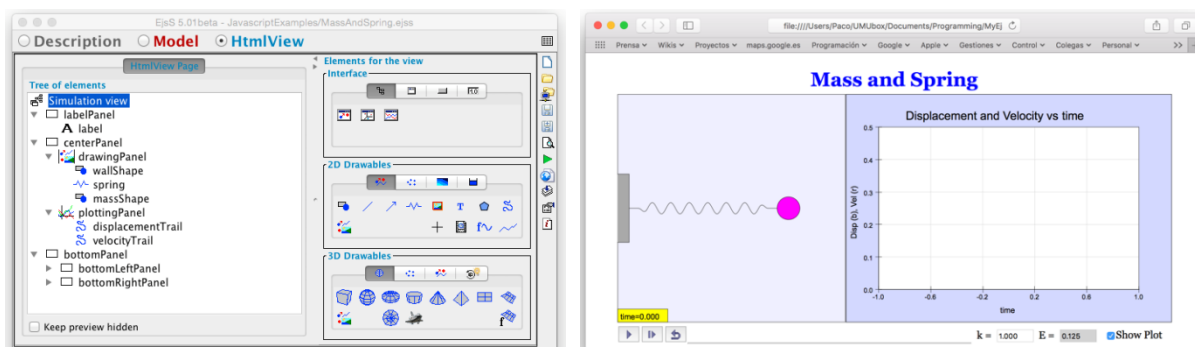 EjsS 5.01beta - JavascriptExamples/MassAndSpring.ejss
Description Model HtmlView
HtmlView Page
Tree of elements
Simulation view
labelPanel
label
centerPanel
drawingPanel
wallShape
spring
massShape
plottingPanel
displacementTrail
velocityTrail
bottomPanel
bottomLeftPanel
bottomRightPanel
Keep preview hidden
Elements for the view
Interface
2D Drawables
3D Drawables
file:////Users/Paco/UMUbox/Documents/Programming/MyEj
Prensa Wikis Proyectos maps.google.es Programación Google Apple Gestiones Control Colegas Personal >>
Mass and Spring
Displacement and Velocity vs time
Disp (b), Vel (r)
0.5
0.4
0.3
0.2
0.1
0.0
-1.0 -0.6 -0.2 0.2 0.6 1.0
time
time=0.000
k = 1.000 E = 0.125 Show Plot